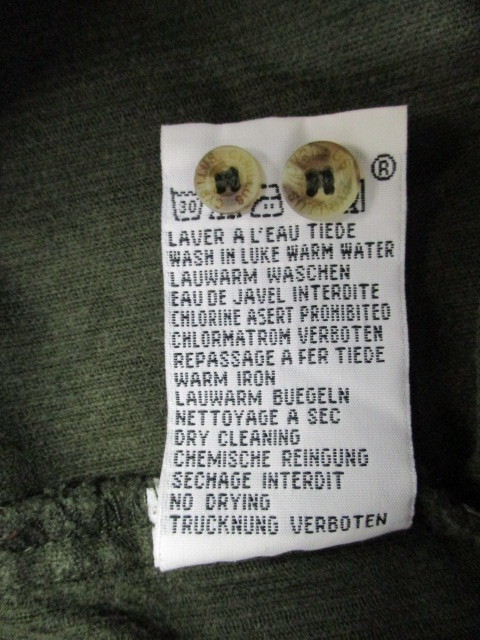 ®
30
LAVER A L'EAU TIEDE
WASH IN LUKE WARM WATER
LAUWARM WASCHEN
EAU DE JAVEL INTERDITE
CHLORINE ASERT PROHIBITED
CHLORMATROM VERBOTEN
REPASSAGE A FER TIEDE
WARM IRON
LAUWARM BUEGELN
NETTOYAGE A SEC
DRY CLEANING
CHEMISCHE REINGUNG
SECHAGE INTERDIT
NO DRYING
TRUCKNUNG VERBOTEN